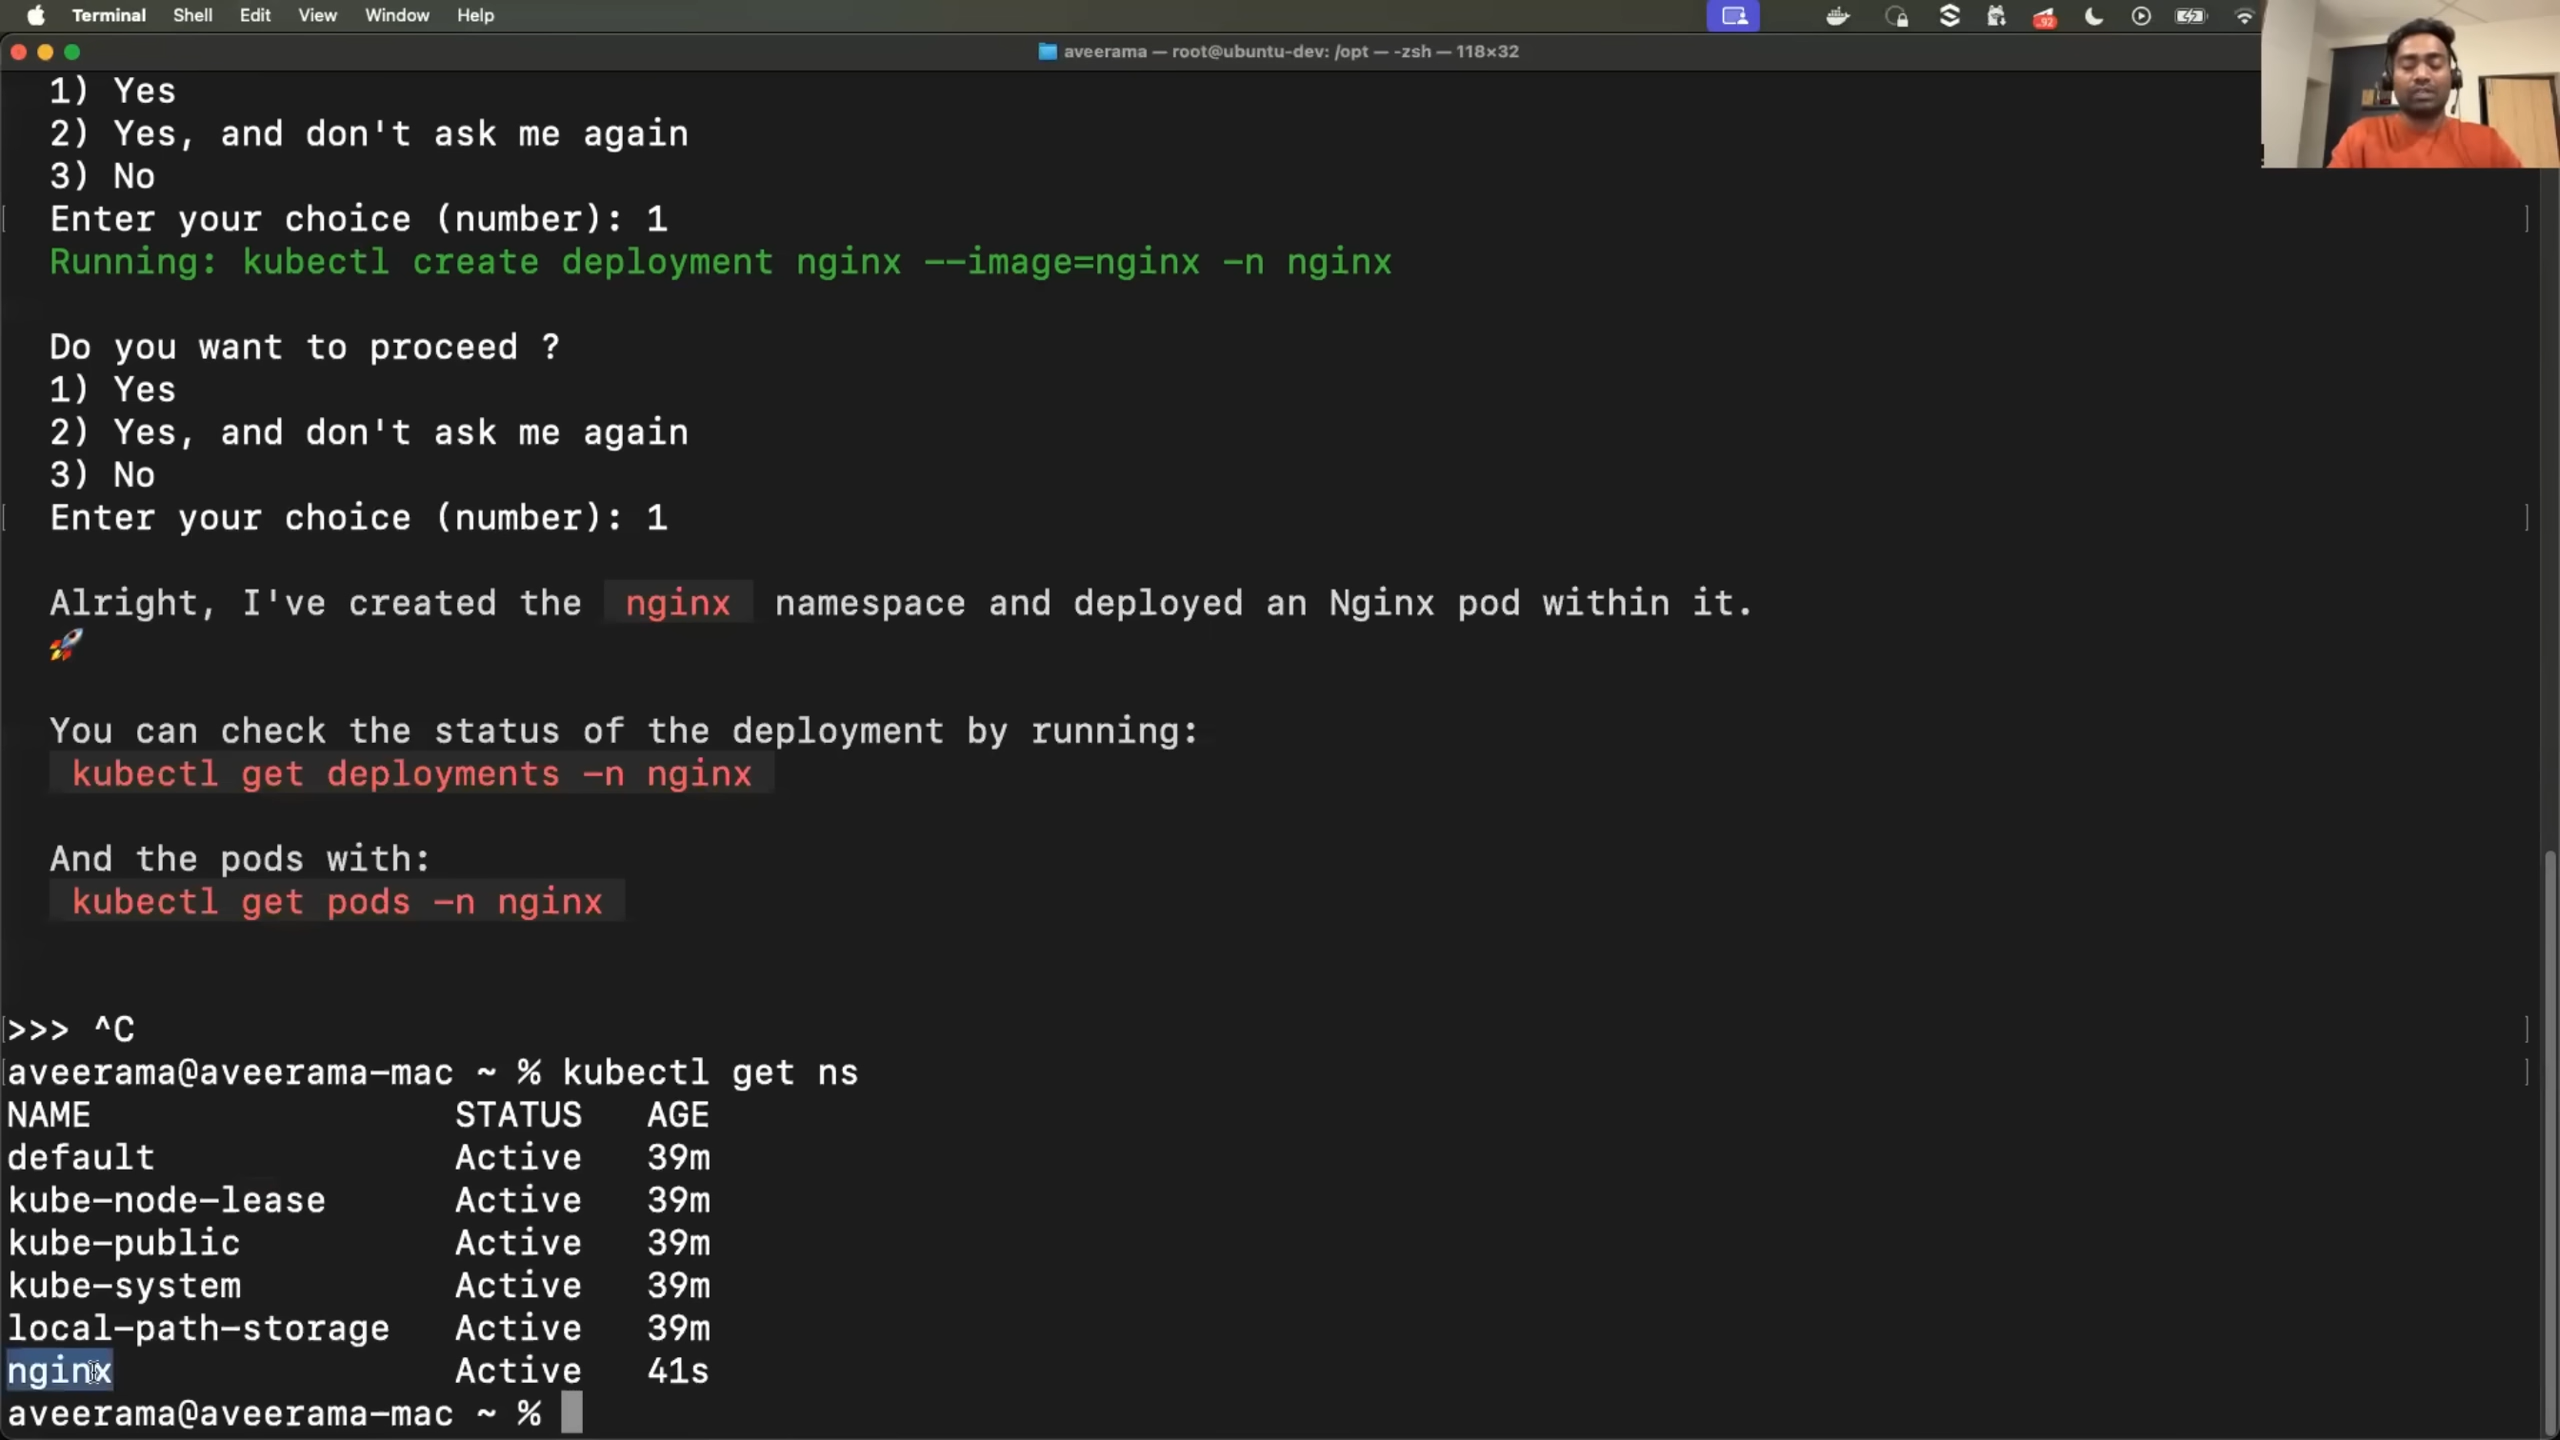 Terminal Shell Edit View Window Help
92
aveerama — root@ubuntu-dev: /opt — -zsh — 118×32
1) Yes
2) Yes, and don't ask me again
3) No
Enter your choice (number): 1
Running: kubectl create deployment nginx --image=nginx -n nginx
Do you want to proceed ?
1) Yes
2) Yes, and don't ask me again
3) No
Enter your choice (number): 1
Alright, I've created the nginx namespace and deployed an Nginx pod within it.
🚀
You can check the status of the deployment by running:
kubectl get deployments -n nginx
And the pods with:
kubectl get pods -n nginx
>>> ^C
aveerama@aveerama-mac ~ % kubectl get ns
NAME STATUS AGE
default Active 39m
kube-node-lease Active 39m
kube-public Active 39m
kube-system Active 39m
local-path-storage Active 39m
nginx Active 41s
aveerama@aveerama-mac ~ %